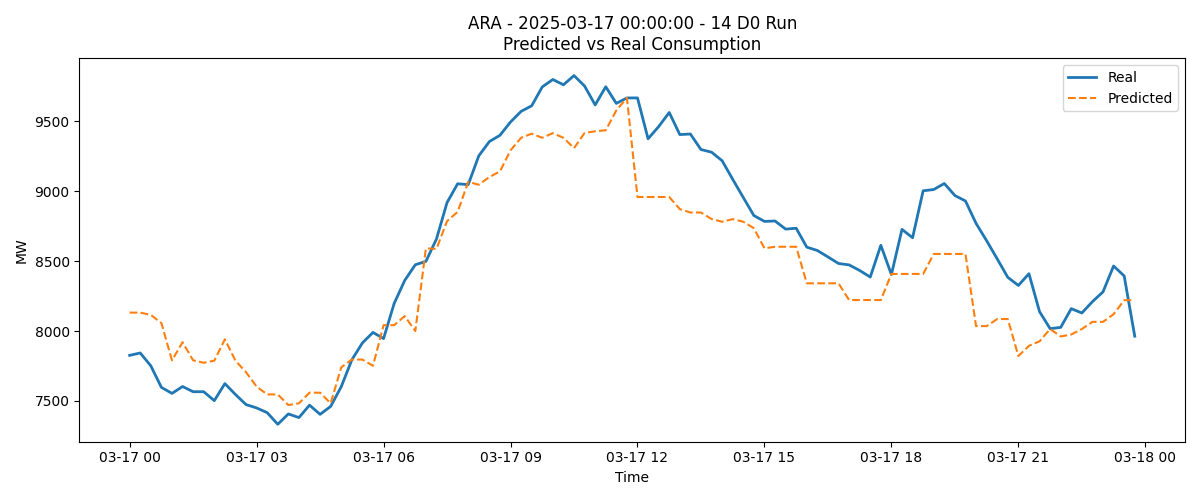 ARA - 2025-03-17 00:00:00 - 14 D0 Run
Predicted vs Real Consumption
Real
Predicted
MW
9500
9000
8500
8000
7500
03-17 00
03-17 03
03-17 06
03-17 09
03-17 12
03-17 15
03-17 18
03-17 21
03-18 00
Time